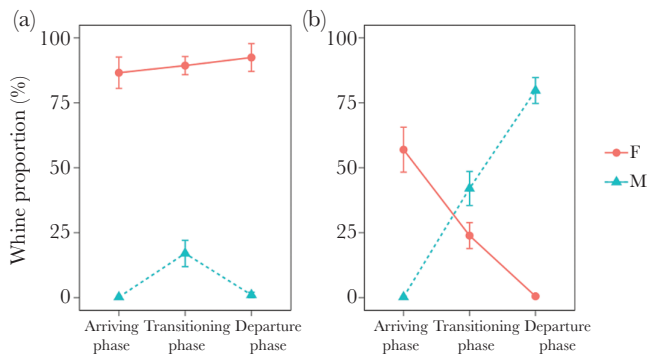 (a)
(b)
100
75
50
25
0
Whine proportion (%)
Arriving Transitioning Departure
phase phase phase
100
75
50
25
0
Arriving Transitioning Departure
phase phase phase
F
M